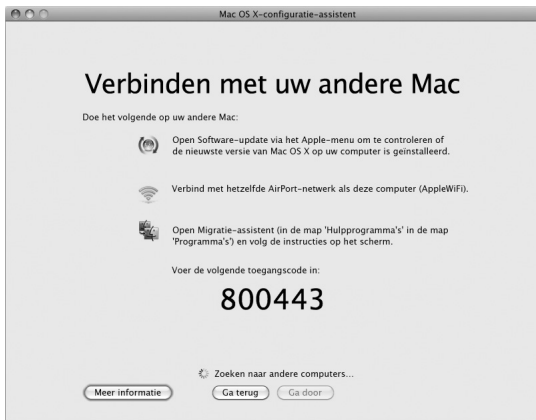 Mac OS X-configuratie-assistent
Verbinden met uw andere Mac
Doe het volgende op uw andere Mac:
Open Software-update via het Apple-menu om te controleren of
de nieuwste versie van Mac OS X op uw computer is geïnstalleerd.
Verbind met hetzelfde AirPort-netwerk als deze computer (AppleWiFi).
Open Migratie-assistent (in de map 'Hulpprogramma's' in de map
'Programma's') en volg de instructies op het scherm.
Voer de volgende toegangscode in:
800443
Zoeken naar andere computers...
Meer informatie
Ga terug
Ga door